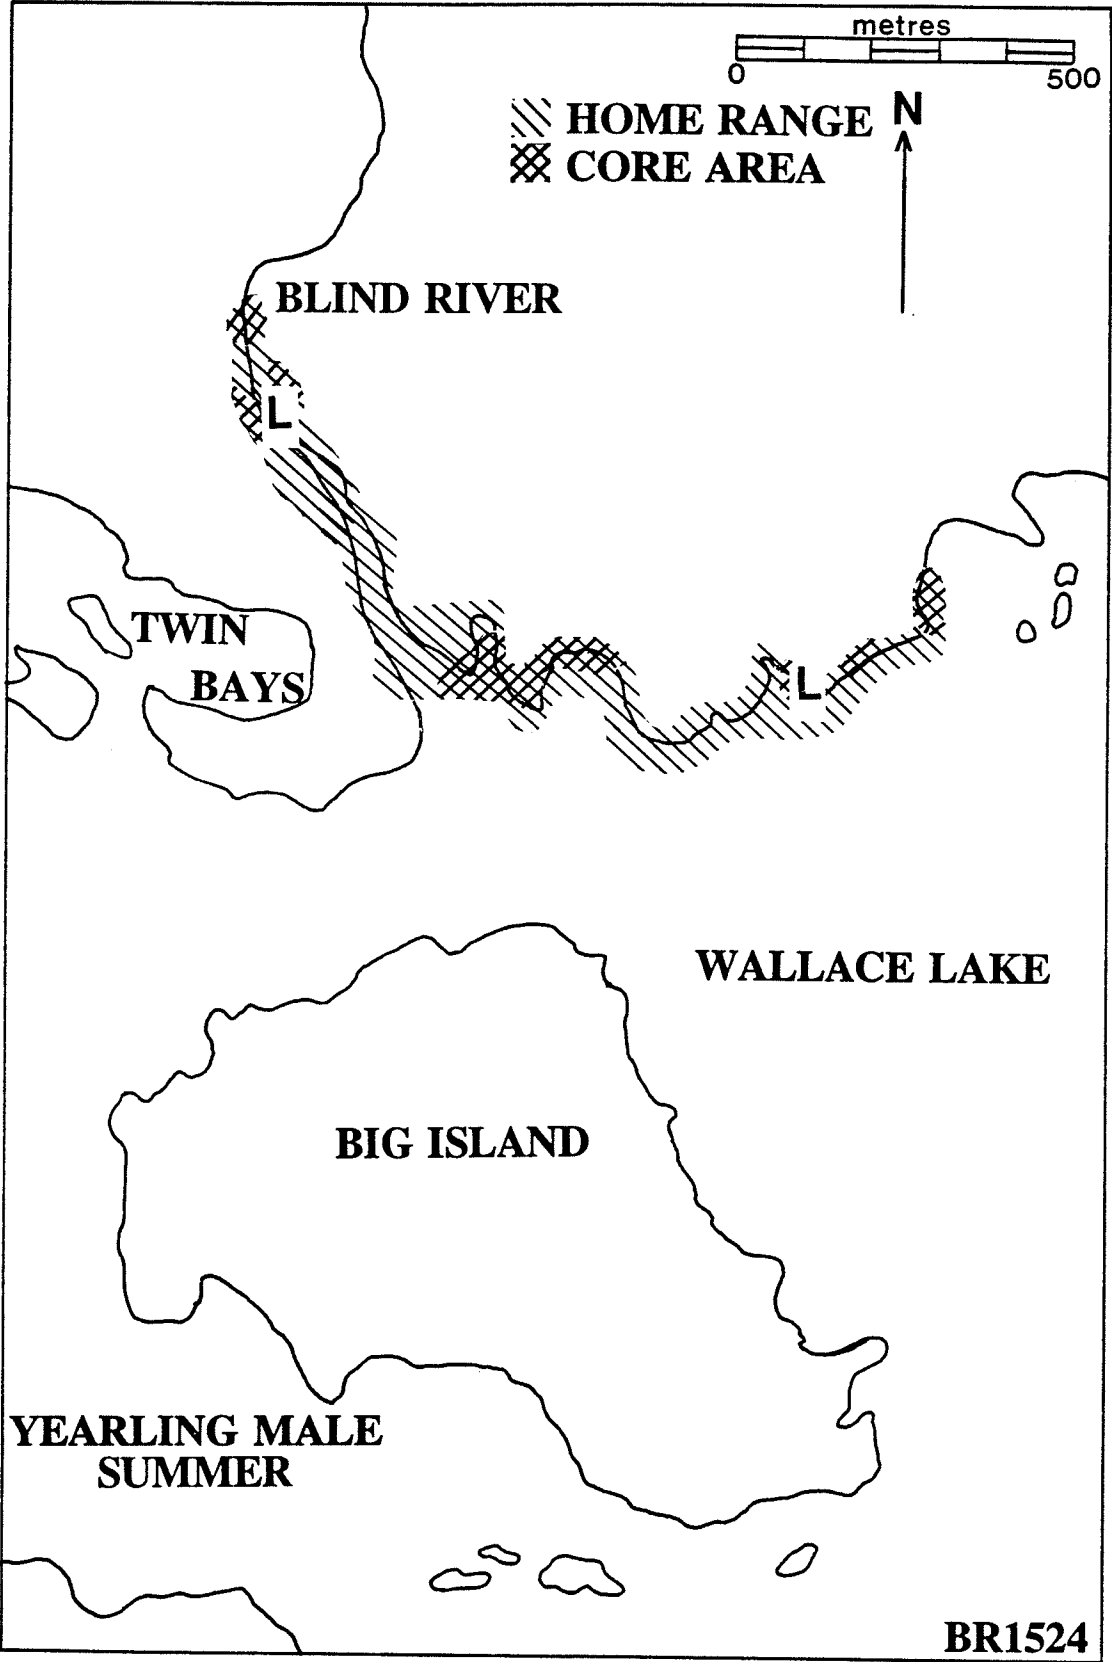 metres
0 500
HOME RANGE
N
CORE AREA
BLIND RIVER
L
TWIN
BAYS
L
WALLACE LAKE
BIG ISLAND
YEARLING MALE
SUMMER
BR1524